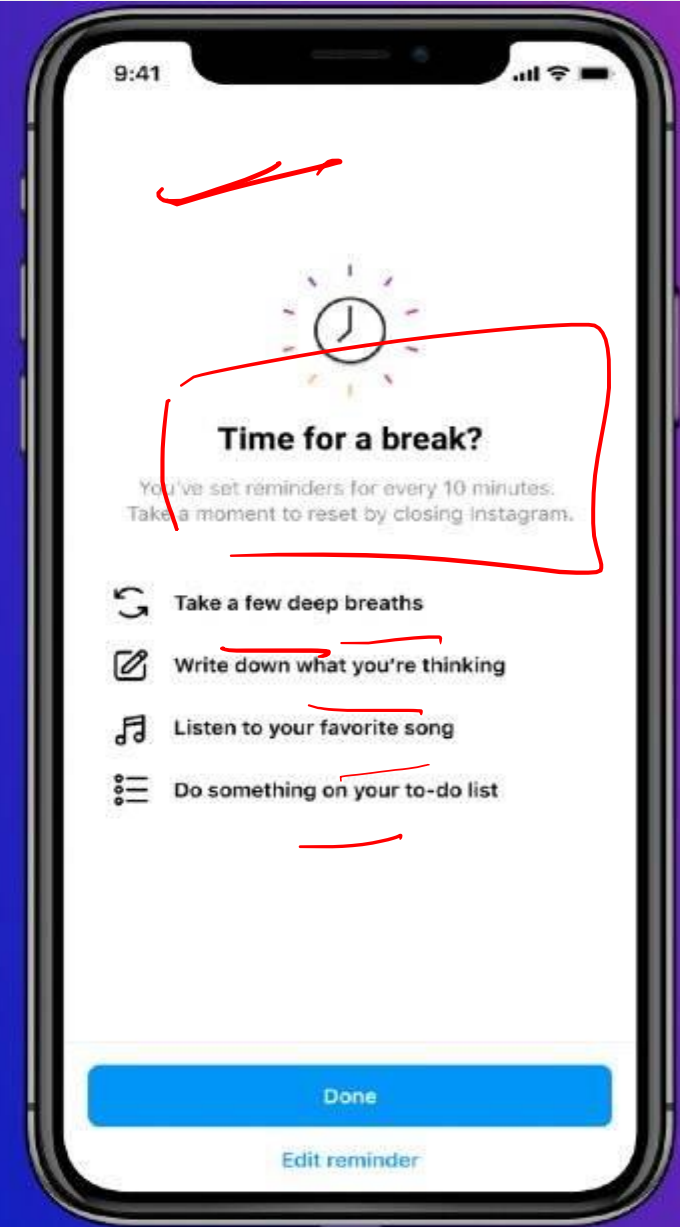 9:41
Time for a break?
You've set reminders for every 10 minutes.
Take a moment to reset by closing Instagram.
Take a few deep breaths
Write down what you're thinking
Listen to your favorite song
Do something on your to-do list
Done
Edit reminder